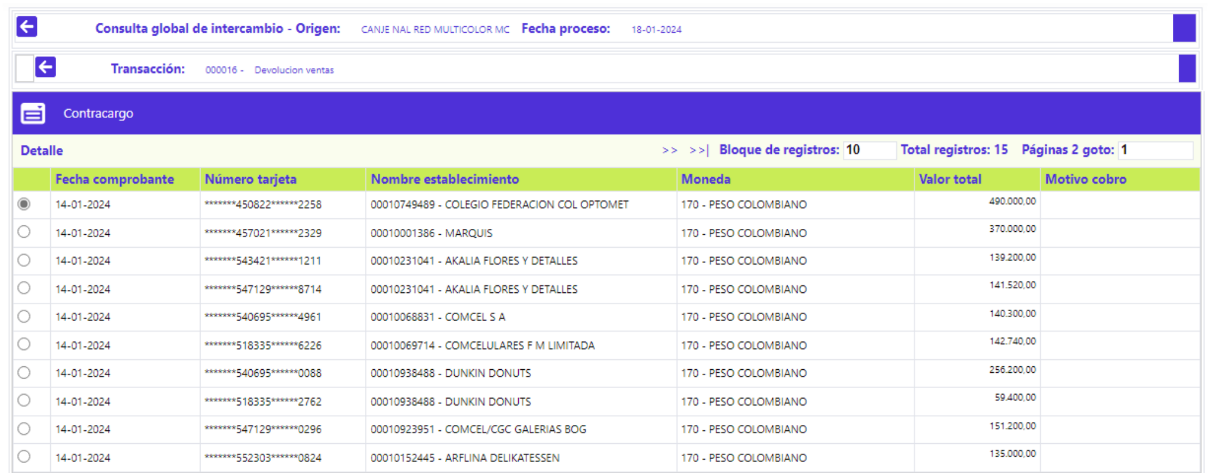 Consulta global de intercambio - Origen: CANJE NAL RED MULTICOLOR MC Fecha proceso: 18-01-2024
Transacción: 000016 - Devolucion ventas
Contracargo
Detalle >> >>| Bloque de registros: 10 Total registros: 15 Páginas 2 goto: 1
Fecha comprobante Número tarjeta Nombre establecimiento Moneda Valor total Motivo cobro
14-01-2024 *******450822******2258 00010749489 - COLEGIO FEDERACION COL OPTOMET 170 - PESO COLOMBIANO 490.000,00
14-01-2024 *******457021******2329 00010001386 - MARQUIS 170 - PESO COLOMBIANO 370.000,00
14-01-2024 *******543421******1211 00010231041 - AKALIA FLORES Y DETALLES 170 - PESO COLOMBIANO 139.200,00
14-01-2024 *******547129******8714 00010231041 - AKALIA FLORES Y DETALLES 170 - PESO COLOMBIANO 141.520,00
14-01-2024 *******540695******4961 00010068831 - COMCEL S A 170 - PESO COLOMBIANO 140.300,00
14-01-2024 *******518335******6226 00010069714 - COMCELULARES F M LIMITADA 170 - PESO COLOMBIANO 142.740,00
14-01-2024 *******540695******0088 00010938488 - DUNKIN DONUTS 170 - PESO COLOMBIANO 256.200,00
14-01-2024 *******518335******2762 00010938488 - DUNKIN DONUTS 170 - PESO COLOMBIANO 59.400,00
14-01-2024 *******547129******0296 00010923951 - COMCEL/CGC GALERIAS BOG 170 - PESO COLOMBIANO 151.200,00
14-01-2024 *******552303******0824 00010152445 - ARFLINA DELIKATESSEN 170 - PESO COLOMBIANO 135.000,00